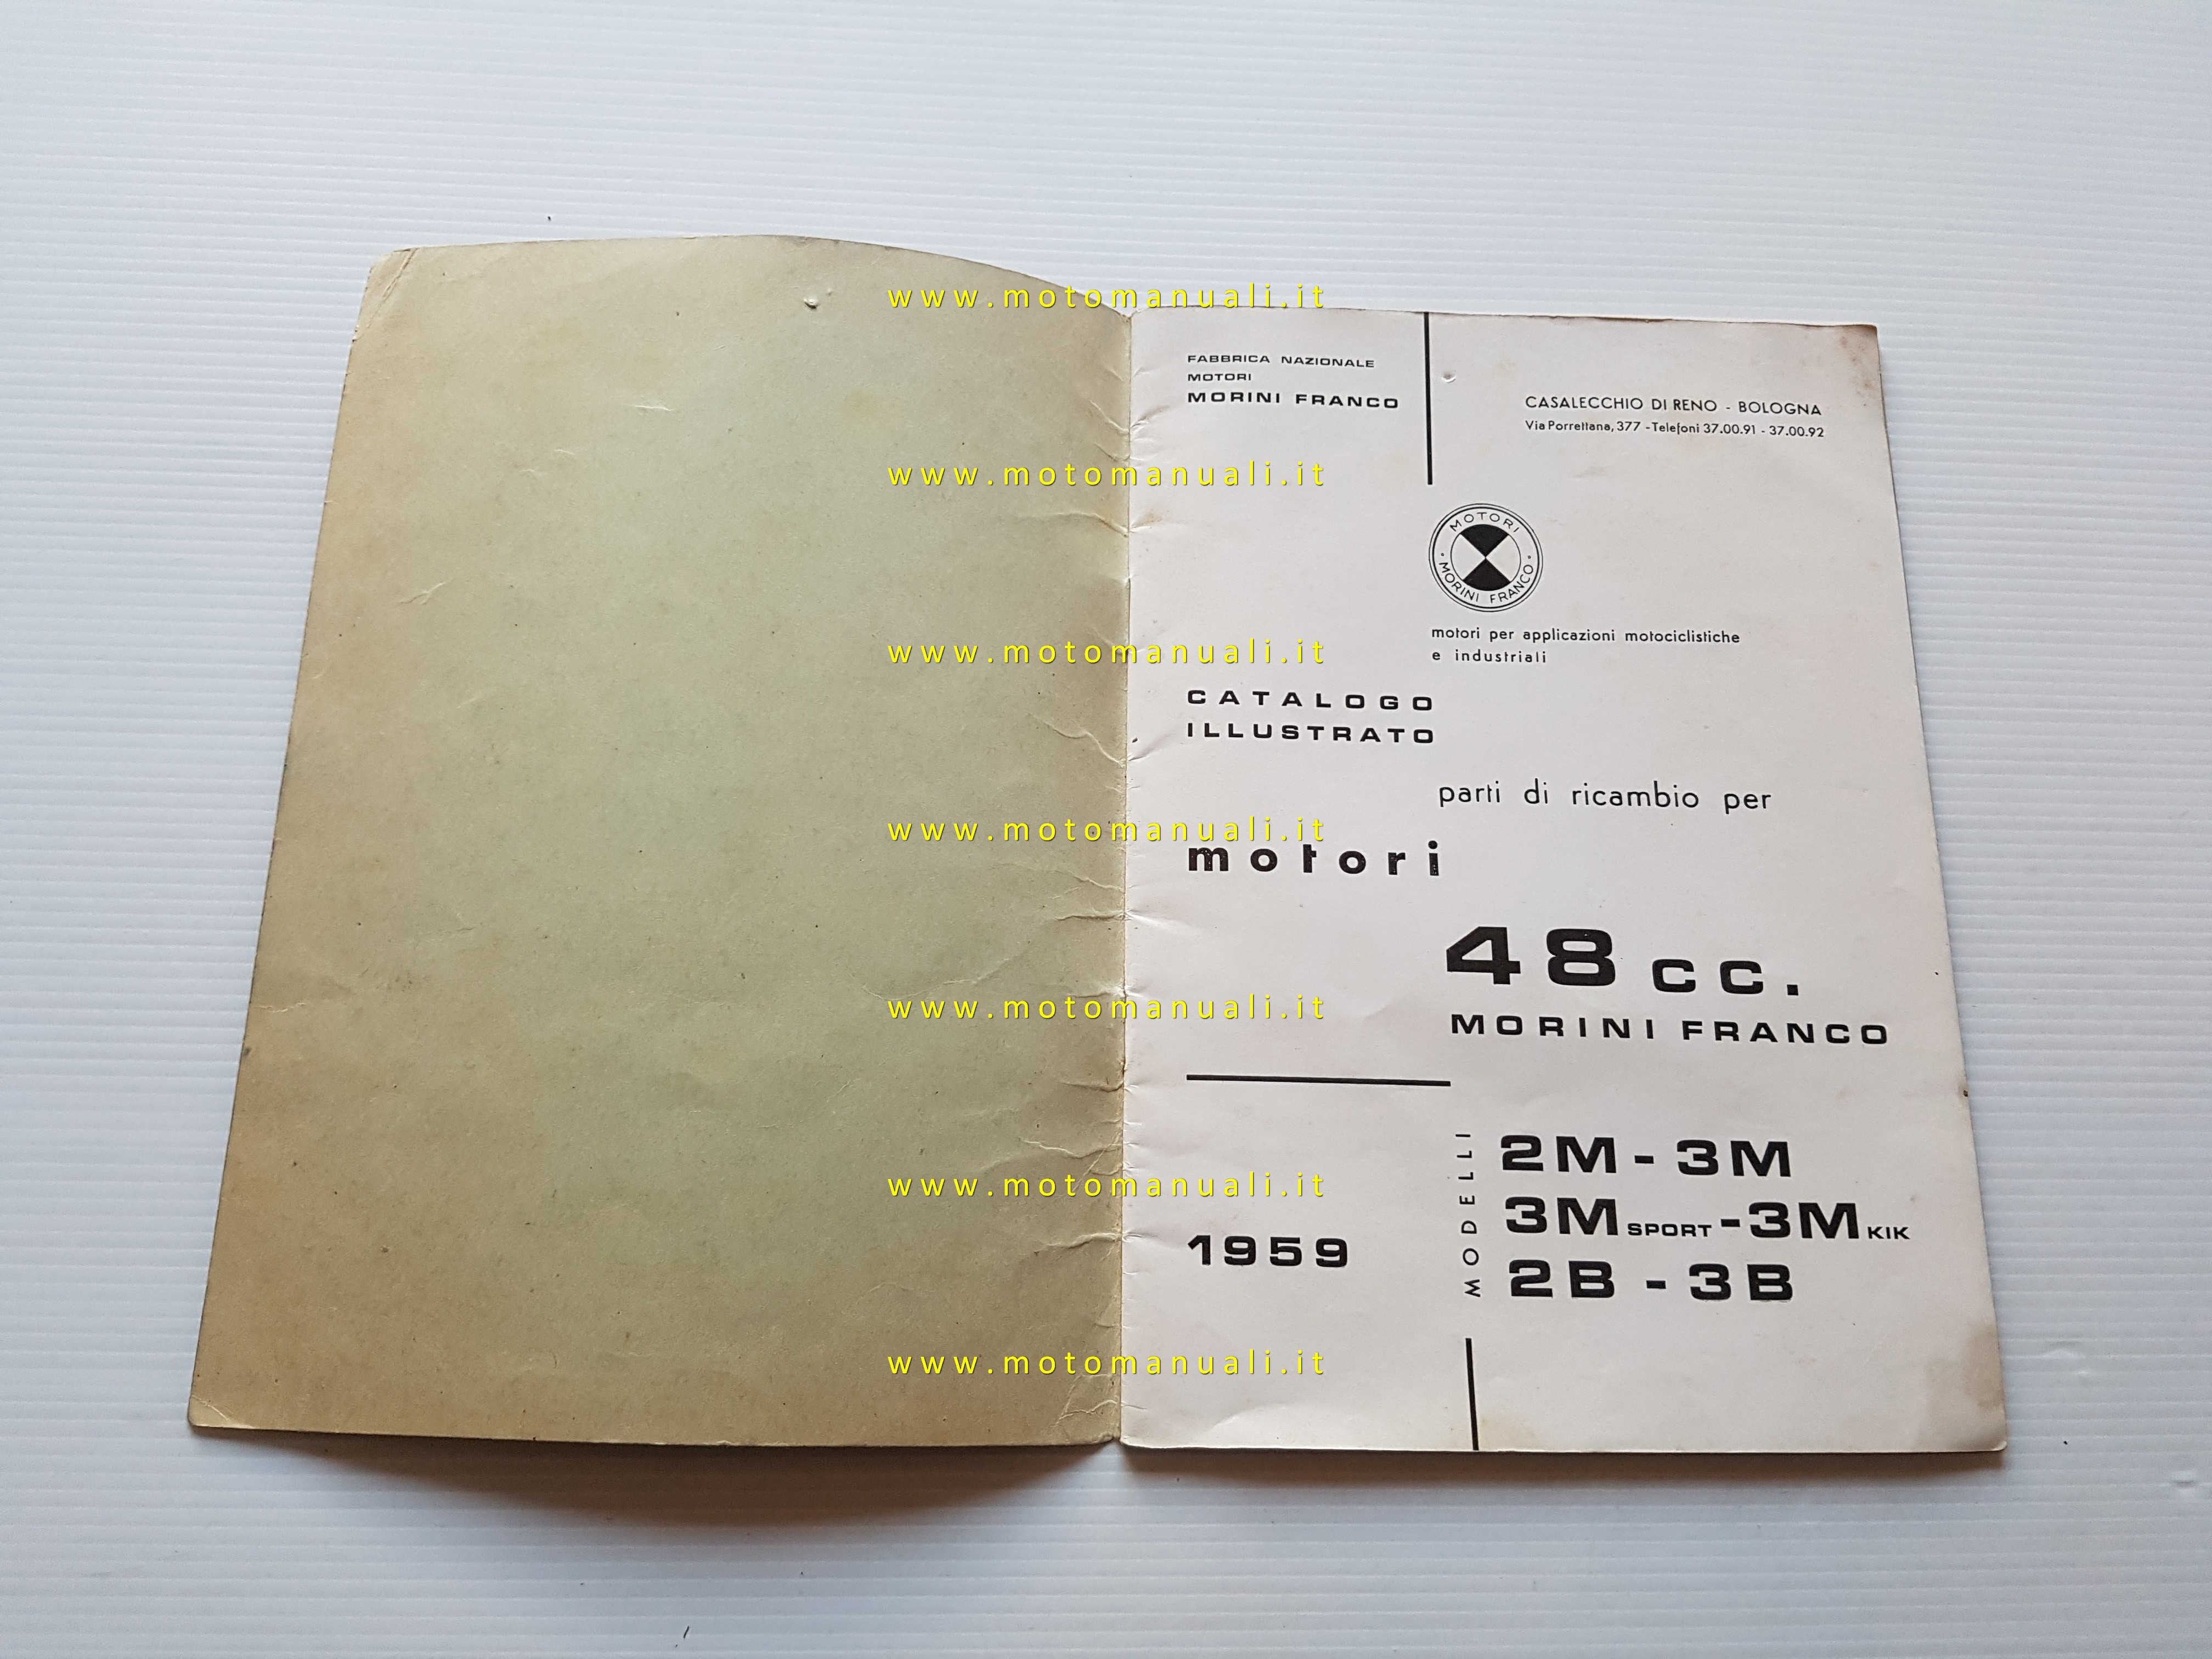 FABBRICA NAZIONALE
MOTORI
MORINI FRANCO
CASALECCHIO DI RENO - BOLOGNA
Via Porrettana, 377 - Telefoni 37.00.91 - 37.00.92
MOTORI
MORINI FRANCO
motori per applicazioni motociclistiche
e industriali
CATALOGO
ILLUSTRATO
parti di ricambio per
motori
48 cc.
MORINI FRANCO
1959
MODELLI
2M - 3M
3M SPORT - 3M KIK
2B - 3B
www.motomanuali.it
www.motomanuali.it
www.motomanuali.it
www.motomanuali.it
www.motomanuali.it
www.motomanuali.it
www.motomanuali.it